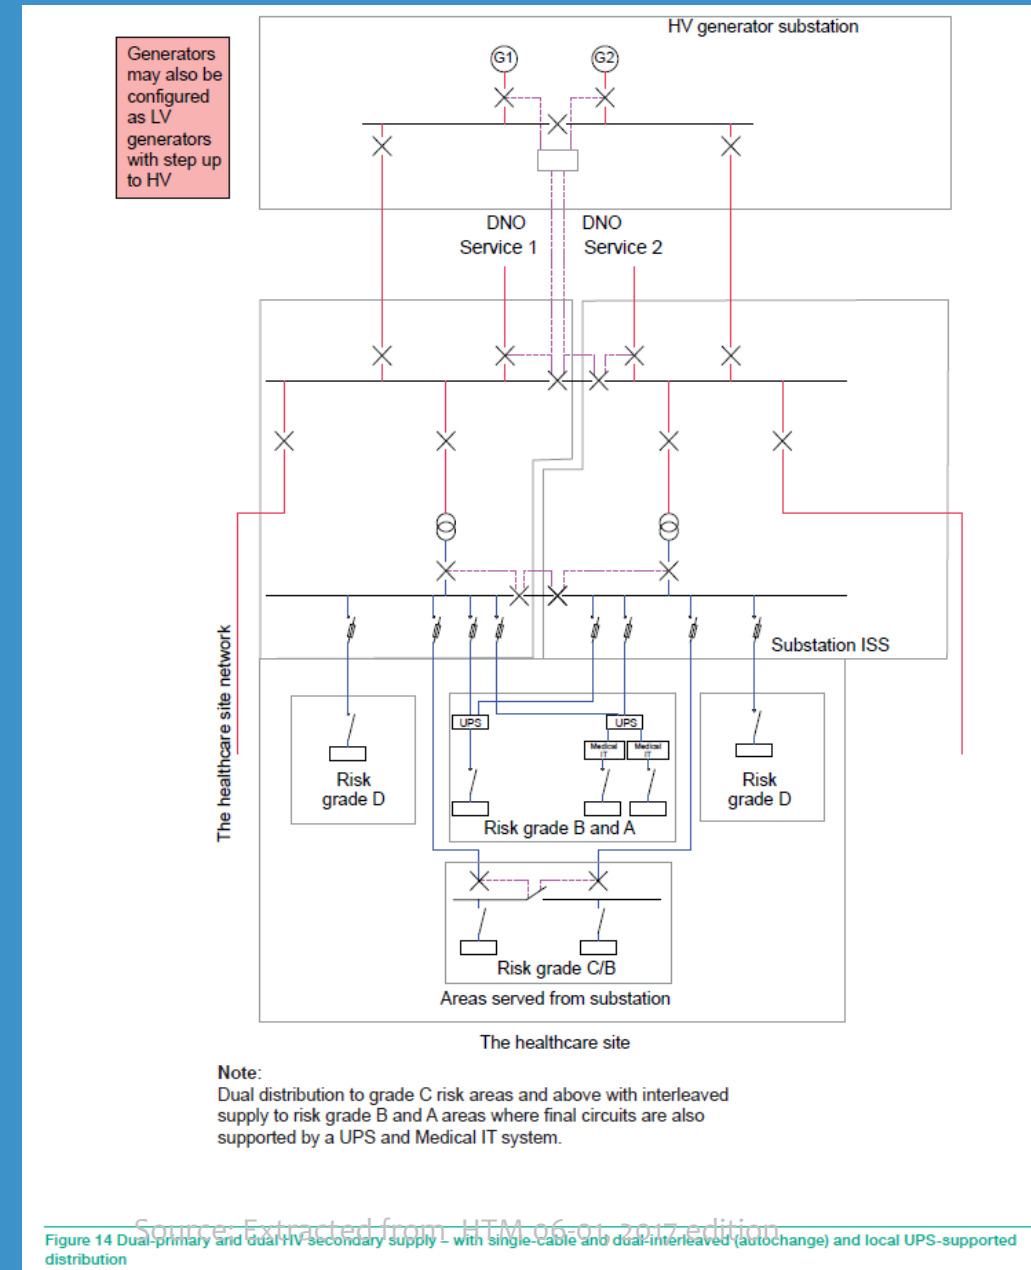 HV generator substation
Generators
may also be
configured
as LV
generators
with step up
to HV
G1
G2
DNO
Service 1
DNO
Service 2
Substation ISS
The healthcare site network
UPS
UPS
Medical
IT
Medical
IT
Risk
grade D
Risk
grade D
Risk grade B and A
Risk grade C/B
Areas served from substation
The healthcare site
Note:
Dual distribution to grade C risk areas and above with interleaved
supply to risk grade B and A areas where final circuits are also
supported by a UPS and Medical IT system.
Source: Extracted from HTM 06-01, 2017 edition
Figure 14 Dual-primary and dual HV secondary supply – with single-cable and dual-interleaved (autochange) and local UPS-supported
distribution